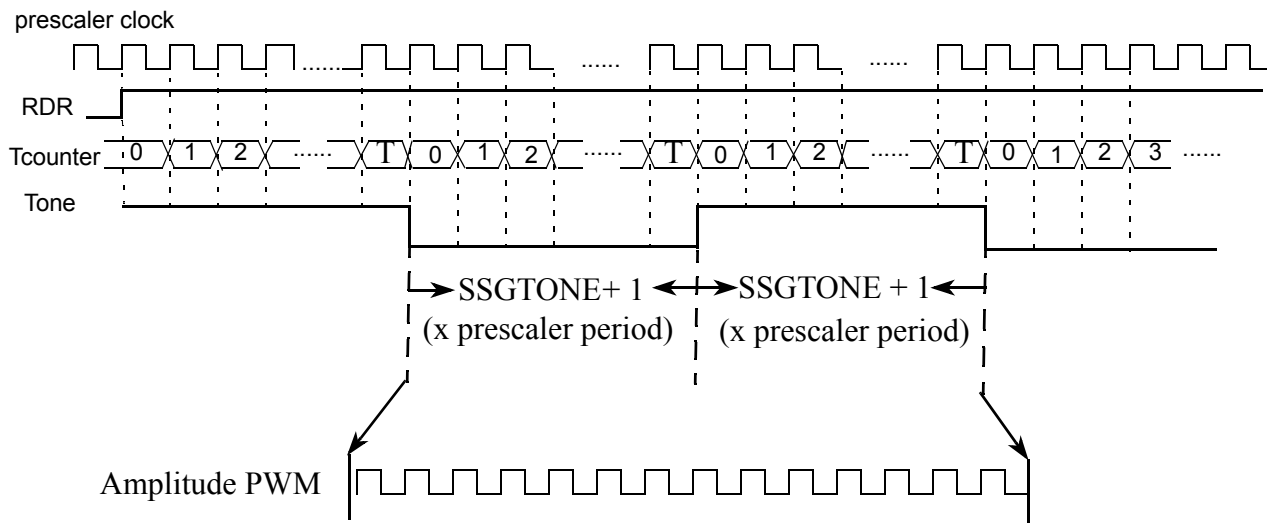 prescaler clock
...... ...... ......
RDR
Tcounter 0 1 2 ...... T 0 1 2 ...... T 0 1 2 ...... T 0 1 2 3 ......
Tone
SSGTONE+ 1 SSGTONE + 1
(x prescaler period) (x prescaler period)
Amplitude PWM